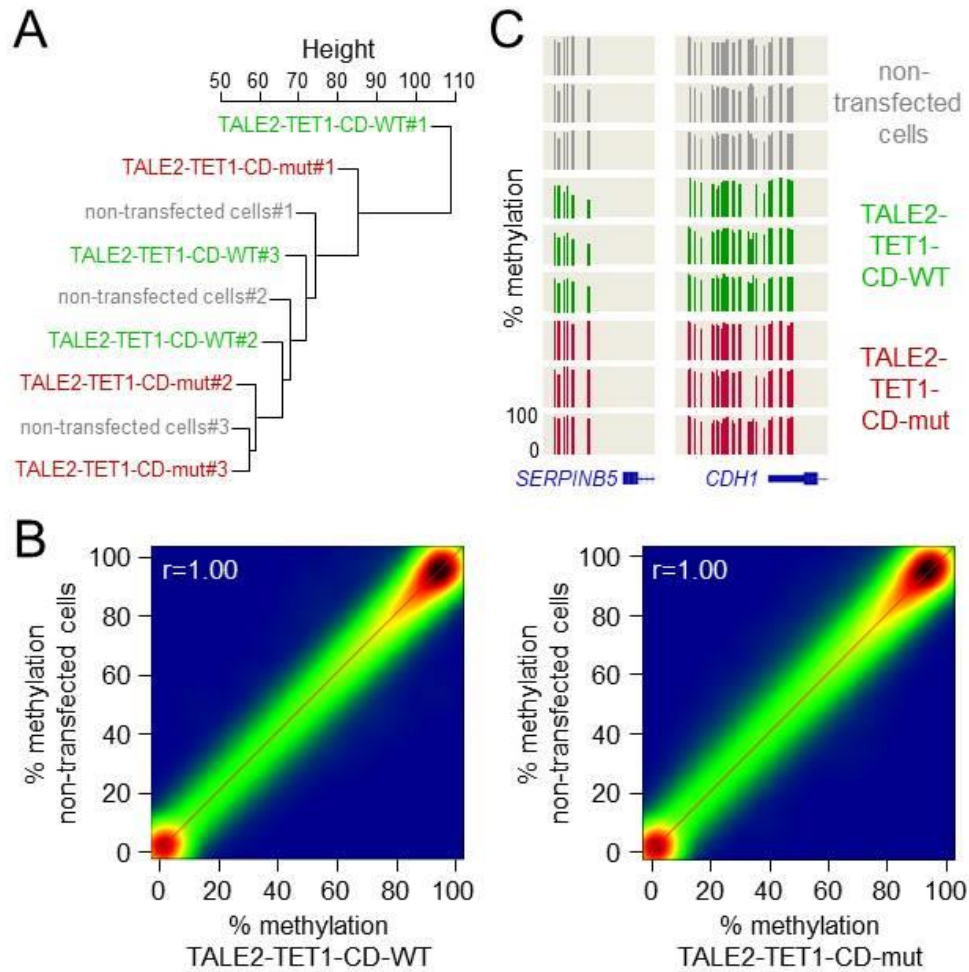 A
Height
50 60 70 80 90 100 110
TALE2-TET1-CD-WT#1
TALE2-TET1-CD-mut#1
non-transfected cells#1
TALE2-TET1-CD-WT#3
non-transfected cells#2
TALE2-TET1-CD-WT#2
TALE2-TET1-CD-mut#2
non-transfected cells#3
TALE2-TET1-CD-mut#3
C
% methylation
100
0
SERPINB5
CDH1
non-
transfected
cells
TALE2-
TET1-
CD-WT
TALE2-
TET1-
CD-mut
B
% methylation
non-transfected cells
100
80
60
40
20
0
r=1.00
0 20 40 60 80 100
% methylation
TALE2-TET1-CD-WT
% methylation
non-transfected cells
100
80
60
40
20
0
r=1.00
0 20 40 60 80 100
% methylation
TALE2-TET1-CD-mut